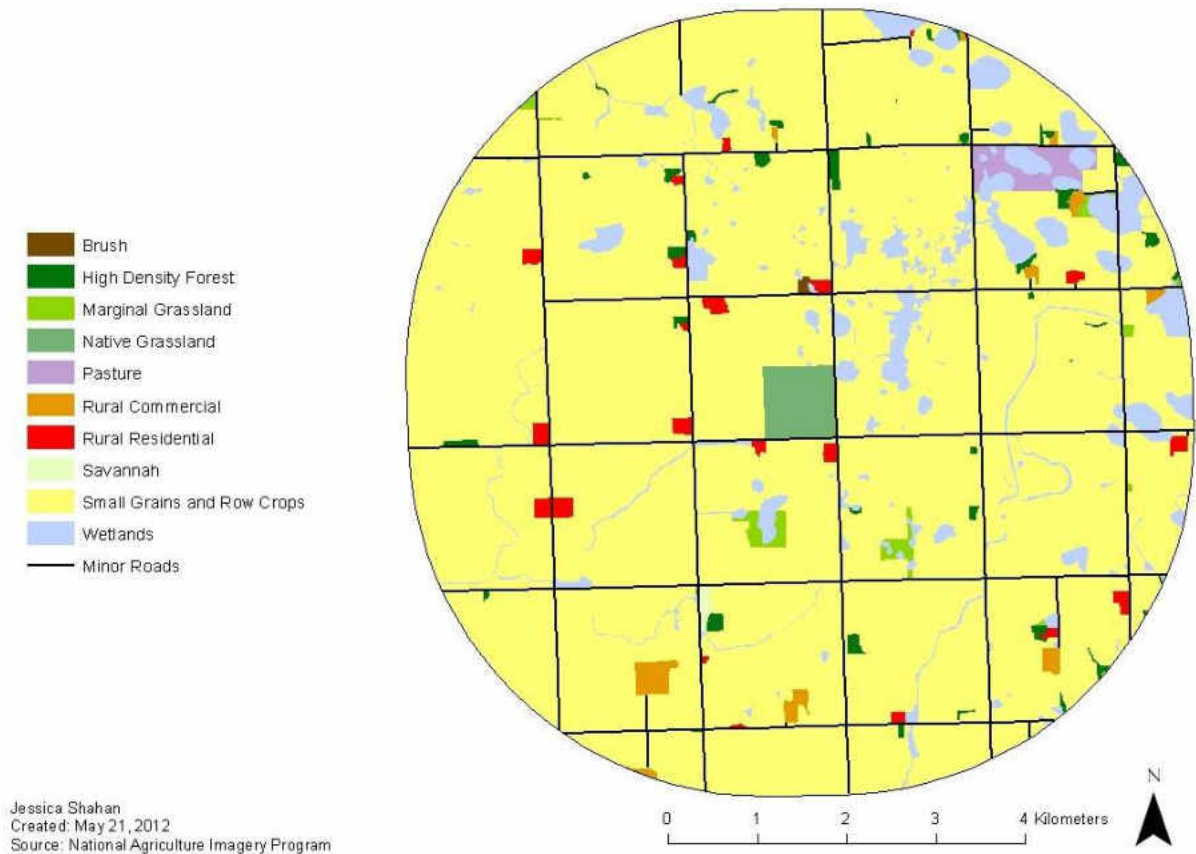 Brush
High Density Forest
Marginal Grassland
Native Grassland
Pasture
Rural Commercial
Rural Residential
Savannah
Small Grains and Row Crops
Wetlands
Minor Roads
Jessica Shahan
Created: May 21, 2012
Source: National Agriculture Imagery Program
0 1 2 3 4 Kilometers
N